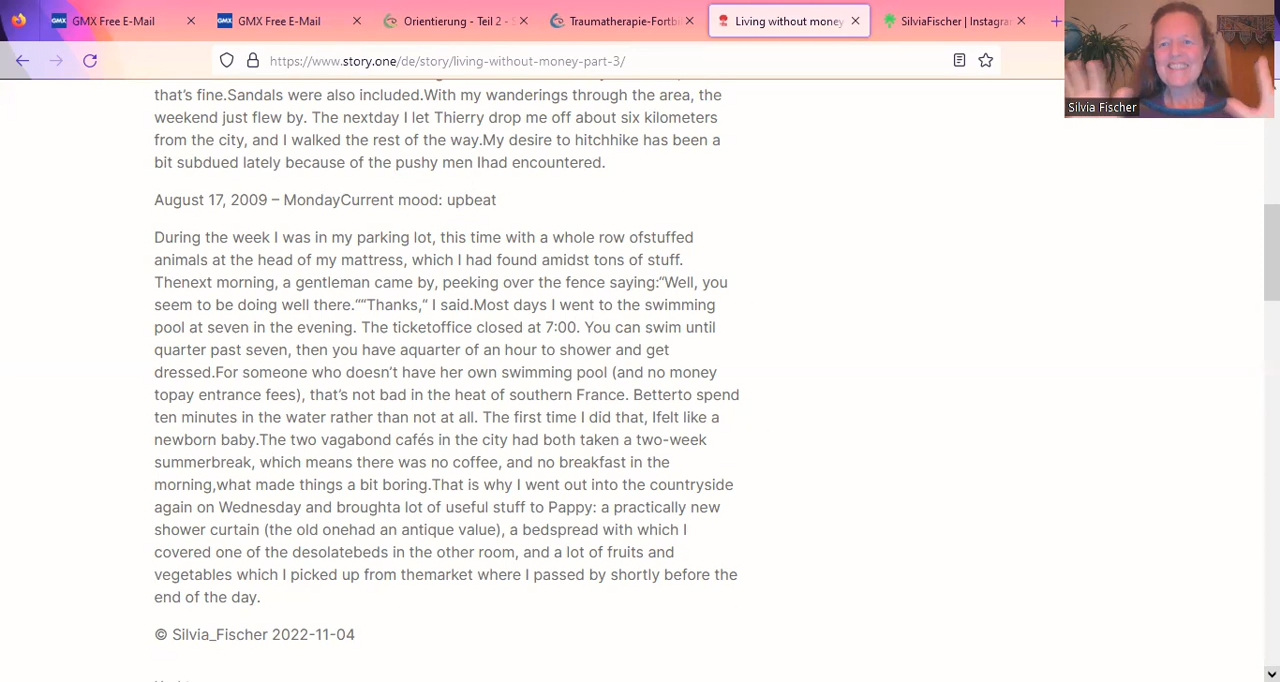 GMX Free E-Mail
GMX Free E-Mail
Orientierung - Teil 2 - S
Traumatherapie-Fortbi
Living without money
SilviaFischer | Instagra
https://www.story.one/de/story/living-without-money-part-3/
Silvia Fischer
that's fine.Sandals were also included.With my wanderings through the area, the
weekend just flew by. The nextday I let Thierry drop me off about six kilometers
from the city, and I walked the rest of the way.My desire to hitchhike has been a
bit subdued lately because of the pushy men Ihad encountered.
August 17, 2009 – MondayCurrent mood: upbeat
During the week I was in my parking lot, this time with a whole row ofstuffed
animals at the head of my mattress, which I had found amidst tons of stuff.
Thenext morning, a gentleman came by, peeking over the fence saying:“Well, you
seem to be doing well there.““Thanks,“ I said.Most days I went to the swimming
pool at seven in the evening. The ticketoffice closed at 7:00. You can swim until
quarter past seven, then you have aquarter of an hour to shower and get
dressed.For someone who doesn't have her own swimming pool (and no money
topay entrance fees), that's not bad in the heat of southern France. Betterto spend
ten minutes in the water rather than not at all. The first time I did that, Ifelt like a
newborn baby.The two vagabond cafés in the city had both taken a two-week
summerbreak, which means there was no coffee, and no breakfast in the
morning,what made things a bit boring.That is why I went out into the countryside
again on Wednesday and broughta lot of useful stuff to Pappy: a practically new
shower curtain (the old onehad an antique value), a bedspread with which I
covered one of the desolatebeds in the other room, and a lot of fruits and
vegetables which I picked up from themarket where I passed by shortly before the
end of the day.
© Silvia_Fischer 2022-11-04